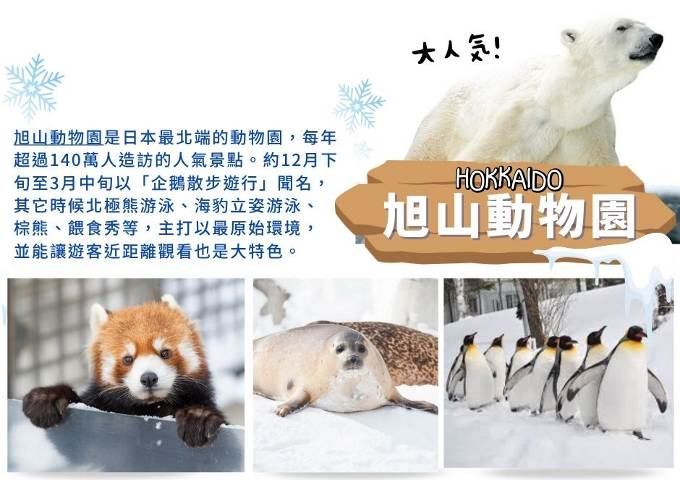 大人気!
HOKKAIDO
旭山動物園
旭山動物園是日本最北端的動物園，每年
超過140萬人造訪的人氣景點。約12月下
旬至3月中旬以「企鵝散步遊行」聞名，
其它時候北極熊游泳、海豹立姿游泳、
棕熊、餵食秀等，主打以最原始環境，
並能讓遊客近距離觀看也是大特色。